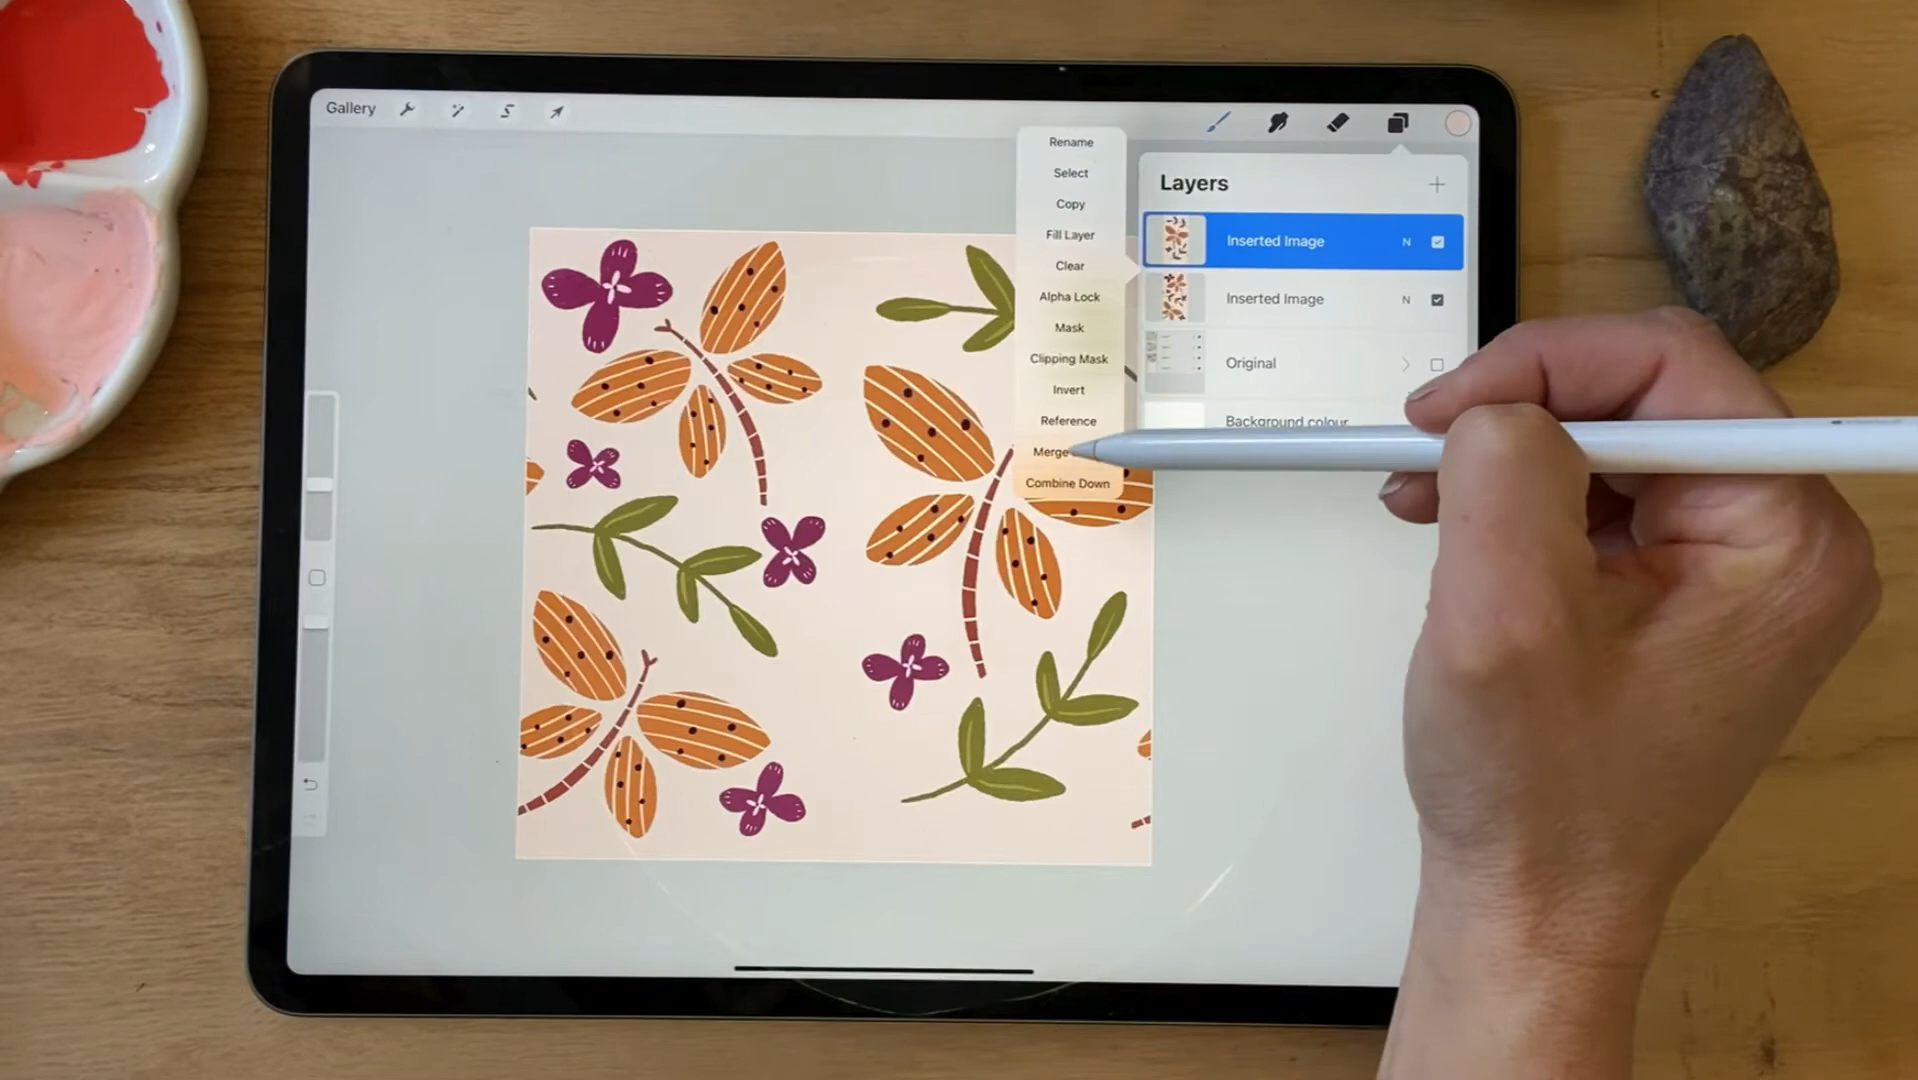 Gallery
Rename
Select
Copy
Fill Layer
Clear
Alpha Lock
Mask
Clipping Mask
Invert
Reference
Merge
Combine Down
Layers
Inserted Image N
Inserted Image N
Original
Background colour